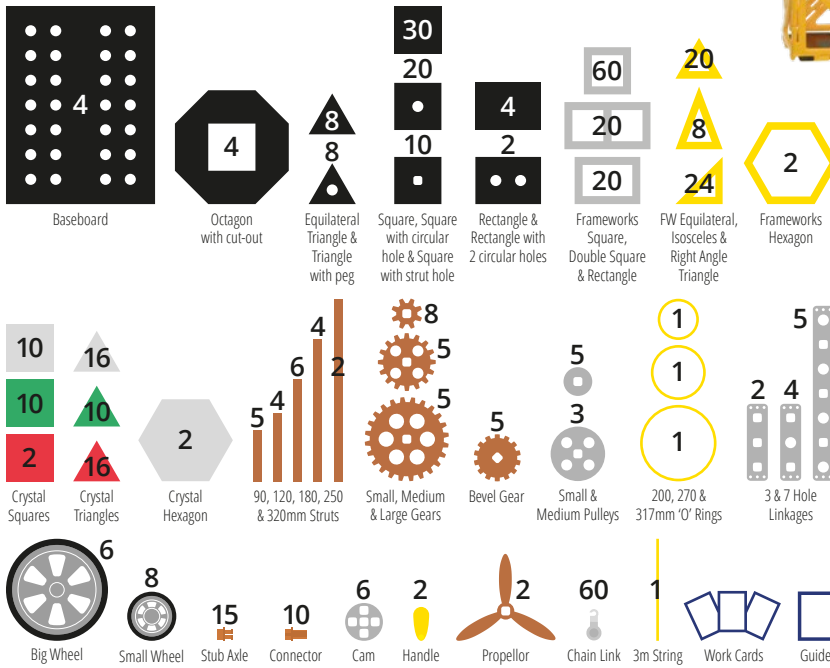 4
Baseboard
4
Octagon
with cut-out
8
8
Equilateral
Triangle &
Triangle
with peg
30
20
10
Square, Square
with circular
hole & Square
with strut hole
4
2
Rectangle &
Rectangle with
2 circular holes
60
20
20
Frameworks
Square,
Double Square
& Rectangle
20
8
24
FW Equilateral,
Isosceles &
Right Angle
Triangle
2
Frameworks
Hexagon
10
10
2
Crystal
Squares
16
10
16
Crystal
Triangles
2
Crystal
Hexagon
5
4
6
4
2
90, 120, 180, 250
& 320mm Struts
8
5
5
Small, Medium
& Large Gears
5
Bevel Gear
5
3
Small &
Medium Pulleys
1
1
1
200, 270 &
317mm ‘O’ Rings
2
4
5
3 & 7 Hole
Linkages
6
Big Wheel
8
Small Wheel
15
Stub Axle
10
Connector
6
Cam
2
Handle
2
Propellor
60
Chain Link
1
3m String
Work Cards
Guide